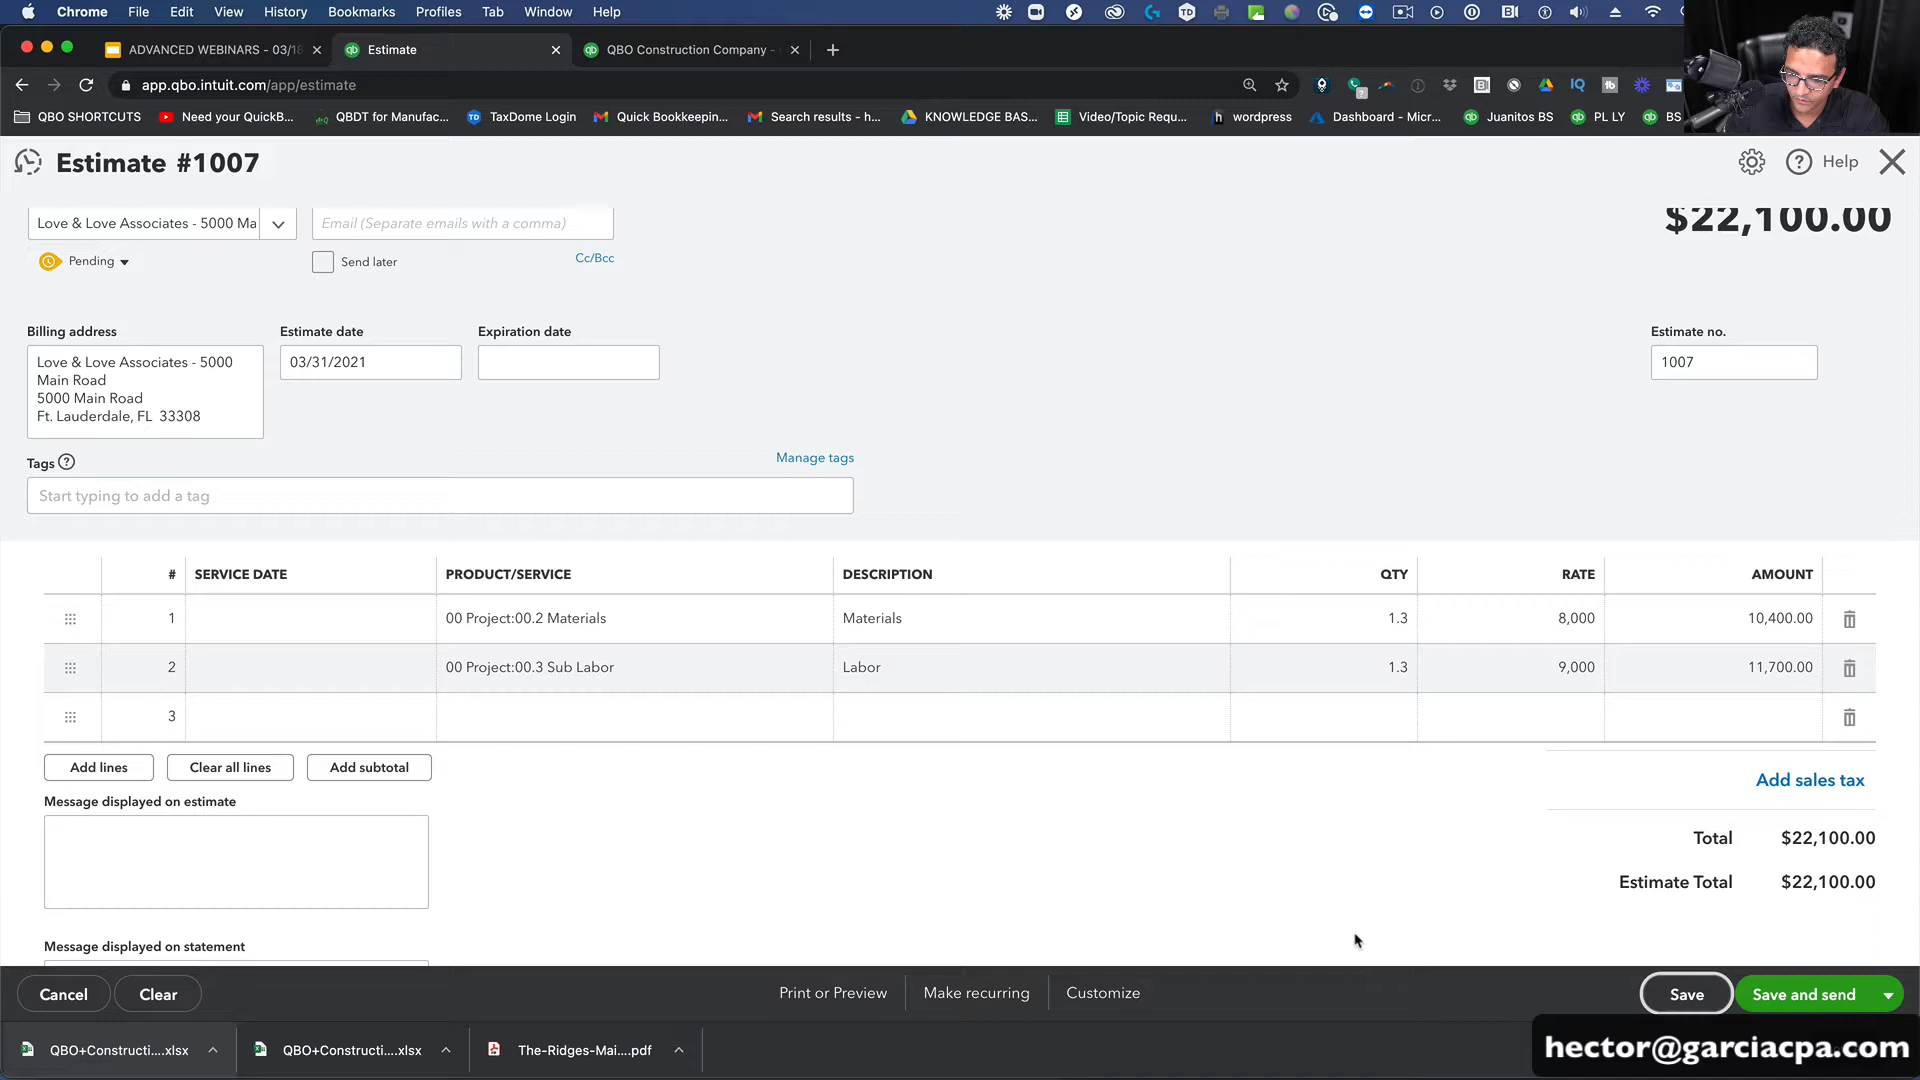 Chrome File Edit View History Bookmarks Profiles Tab Window Help
ADVANCED WEBINARS - 03/18 Estimate QBO Construction Company -
app.qbo.intuit.com/app/estimate
QBO SHORTCUTS Need your QuickB... QBDT for Manufac... TaxDome Login Quick Bookkeepin... Search results - h... KNOWLEDGE BAS... Video/Topic Requ... wordpress Dashboard - Micr... Juanitos BS PL LY BS
Estimate #1007 Help
Love & Love Associates - 5000 Ma Email (Separate emails with a comma) $22,100.00
Pending Send later Cc/Bcc
Billing address Estimate date Expiration date Estimate no.
Love & Love Associates - 5000
Main Road
5000 Main Road
Ft. Lauderdale, FL 33308
03/31/2021 1007
Tags Manage tags
Start typing to add a tag
# SERVICE DATE PRODUCT/SERVICE DESCRIPTION QTY RATE AMOUNT
1 00 Project:00.2 Materials Materials 1.3 8,000 10,400.00
2 00 Project:00.3 Sub Labor Labor 1.3 9,000 11,700.00
3
Add lines Clear all lines Add subtotal
Add sales tax
Message displayed on estimate
Total $22,100.00
Estimate Total $22,100.00
Message displayed on statement
Cancel Clear Print or Preview Make recurring Customize Save Save and send
QBO+Constructi....xlsx QBO+Constructi....xlsx The-Ridges-Mai....pdf
hector@garciacpa.com